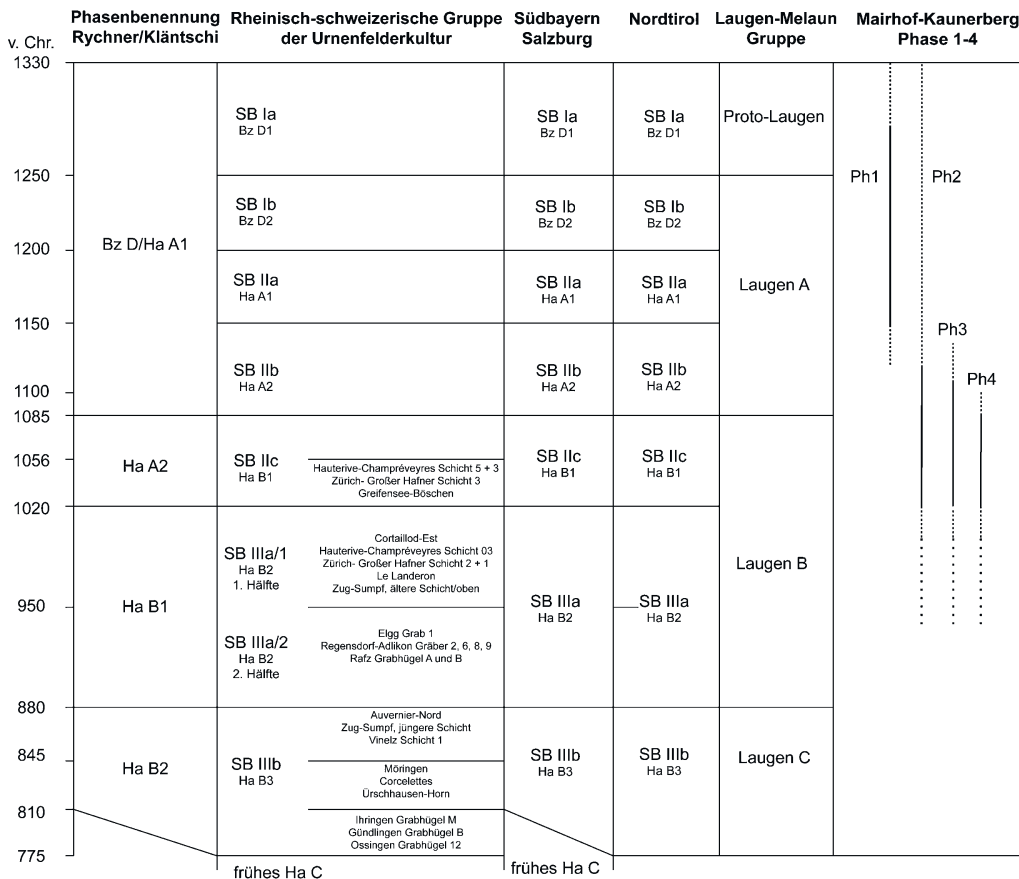 Phasenbenennung
Rychner/Kläntschi
Rheinisch-schweizerische Gruppe
der Urnenfelderkultur
Südbayern
Salzburg
Nordtirol
Laugen-Melaun
Gruppe
Mairhof-Kaunerberg
Phase 1-4
v. Chr.
1330
1250
1200
1150
1100
1085
1056
1020
950
880
845
810
775
Bz D/Ha A1
Ha A2
Ha B1
Ha B2
SB Ia
Bz D1
SB Ib
Bz D2
SB IIa
Ha A1
SB IIb
Ha A2
SB IIc
Ha B1
Hauterive-Champréveyres Schicht 5 + 3
Zürich- Großer Hafner Schicht 3
Greifensee-Böschen
SB IIIa/1
Ha B2
1. Hälfte
Cortaillod-Est
Hauterive-Champréveyres Schicht 03
Zürich- Großer Hafner Schicht 2 + 1
Le Landeron
Zug-Sumpf, ältere Schicht/oben
SB IIIa/2
Ha B2
2. Hälfte
Elgg Grab 1
Regensdorf-Adlikon Gräber 2, 6, 8, 9
Rafz Grabhügel A und B
SB IIIb
Ha B3
Auvernier-Nord
Zug-Sumpf, jüngere Schicht
Vinelz Schicht 1
Möringen
Corcelettes
Ürschhausen-Horn
Ihringen Grabhügel M
Gündlingen Grabhügel B
Ossingen Grabhügel 12
frühes Ha C
SB Ia
Bz D1
SB Ib
Bz D2
SB IIa
Ha A1
SB IIb
Ha A2
SB IIc
Ha B1
SB IIIa
Ha B2
SB IIIb
Ha B3
frühes Ha C
SB Ia
Bz D1
SB Ib
Bz D2
SB IIa
Ha A1
SB IIb
Ha A2
SB IIc
Ha B1
SB IIIa
Ha B2
SB IIIb
Ha B3
Proto-Laugen
Laugen A
Laugen B
Laugen C
Ph1
Ph2
Ph3
Ph4